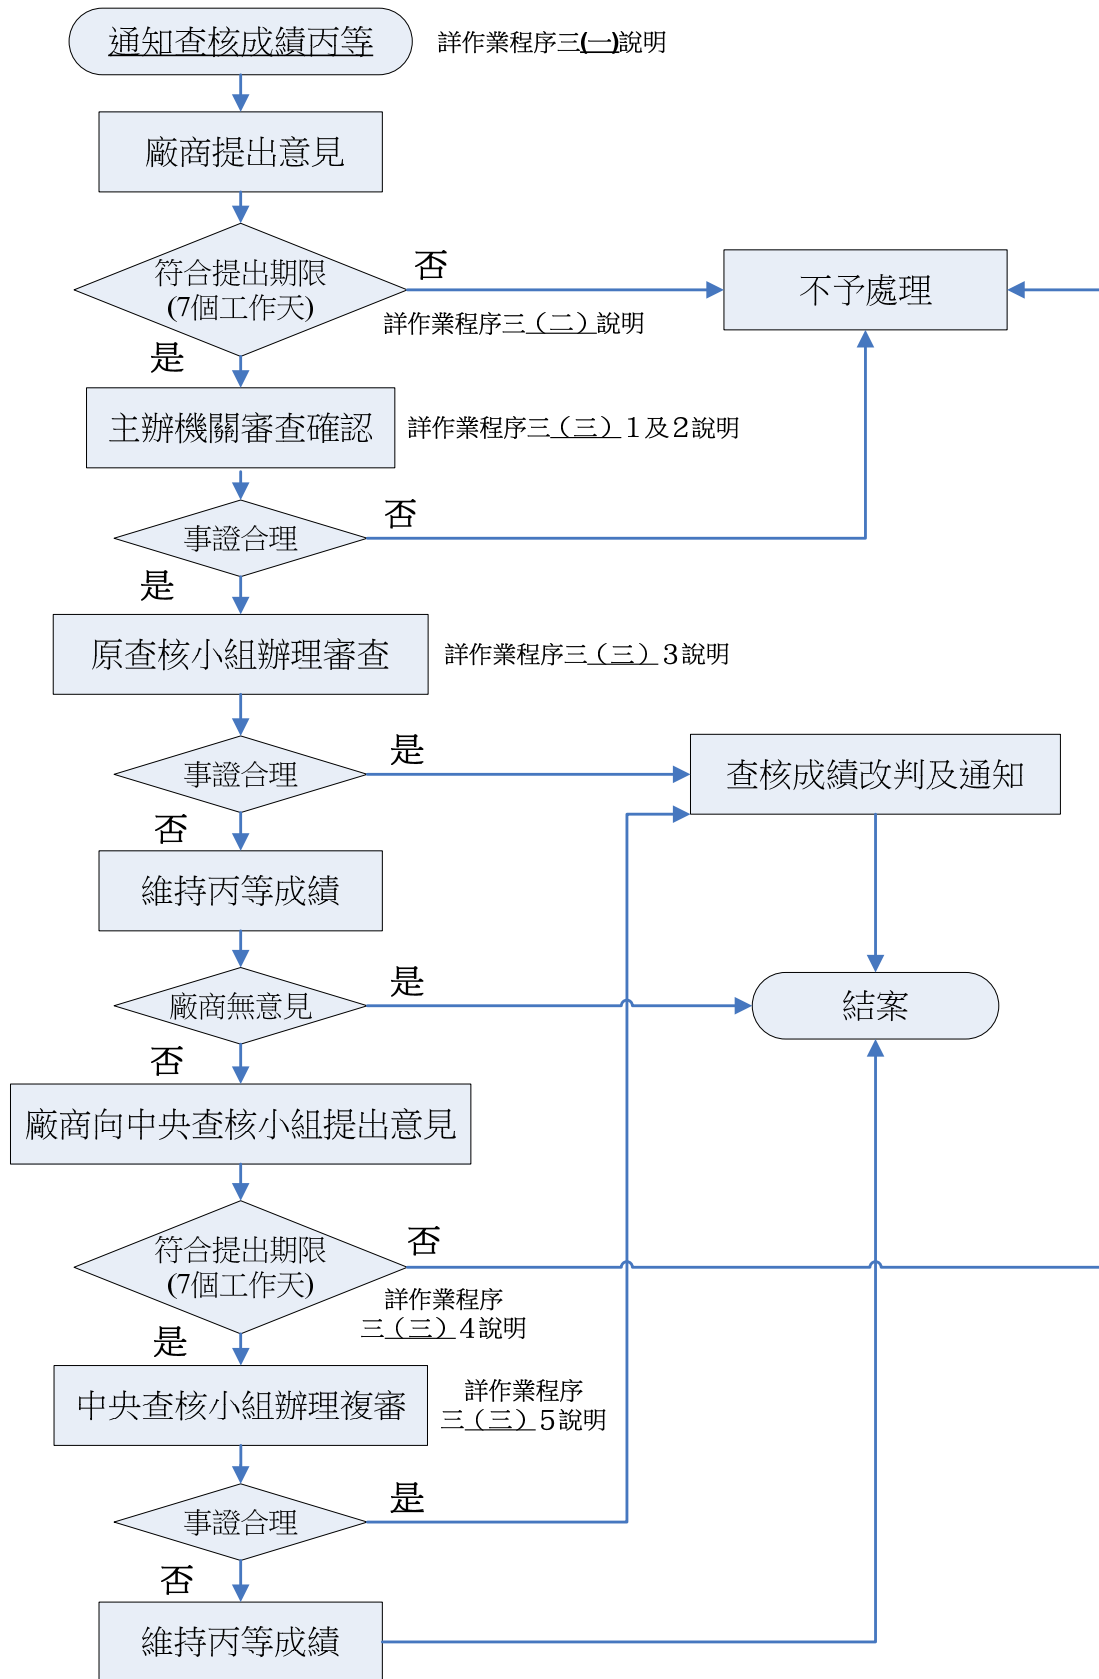 通知查核成績丙等
詳作業程序三(一)說明
廠商提出意見
符合提出期限
(7個工作天)
否
不予處理
詳作業程序三（二）說明
是
主辦機關審查確認
詳作業程序三（三）１及２說明
事證合理
否
是
原查核小組辦理審查
詳作業程序三（三）３說明
事證合理
是
查核成績改判及通知
否
維持丙等成績
廠商無意見
是
結案
否
廠商向中央查核小組提出意見
符合提出期限
(7個工作天)
否
詳作業程序
三（三）４說明
是
中央查核小組辦理複審
詳作業程序
三（三）５說明
事證合理
是
否
維持丙等成績